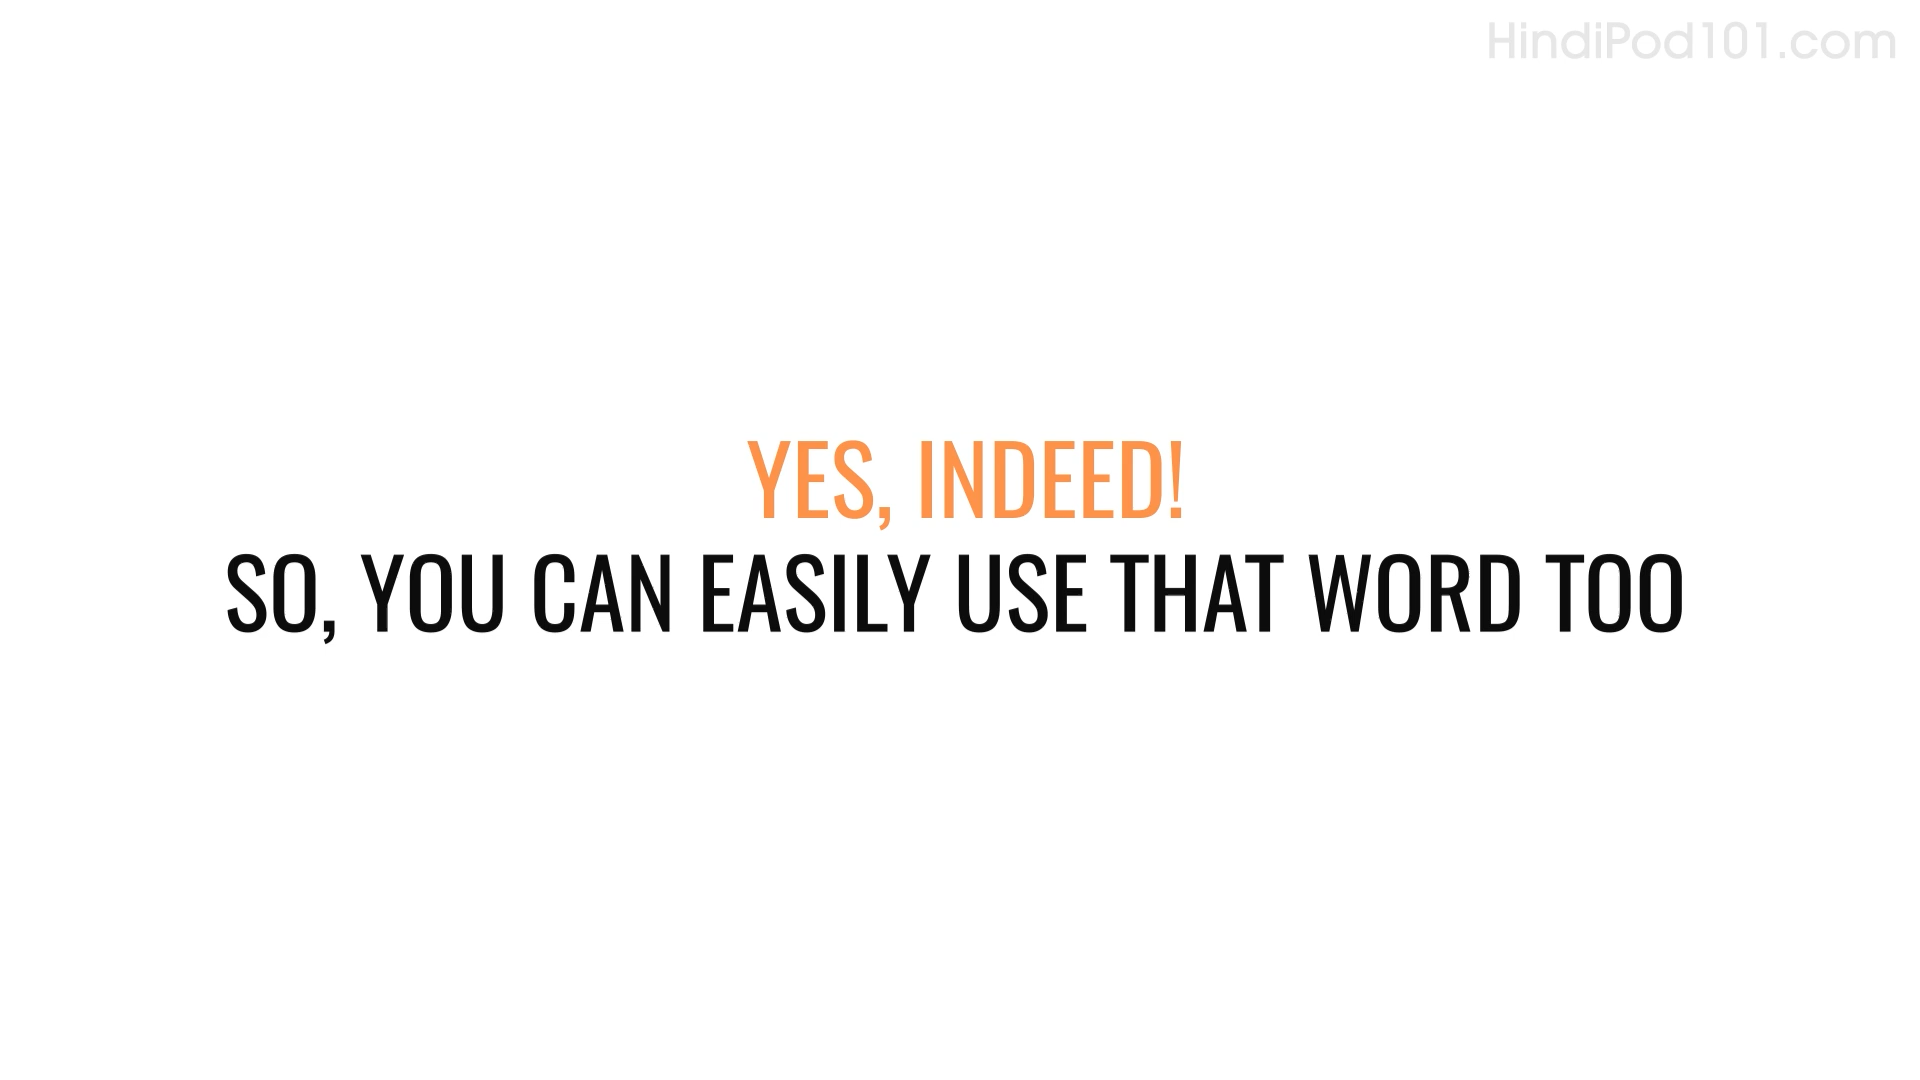 HindiPod101.com
YES, INDEED!
SO, YOU CAN EASILY USE THAT WORD TOO